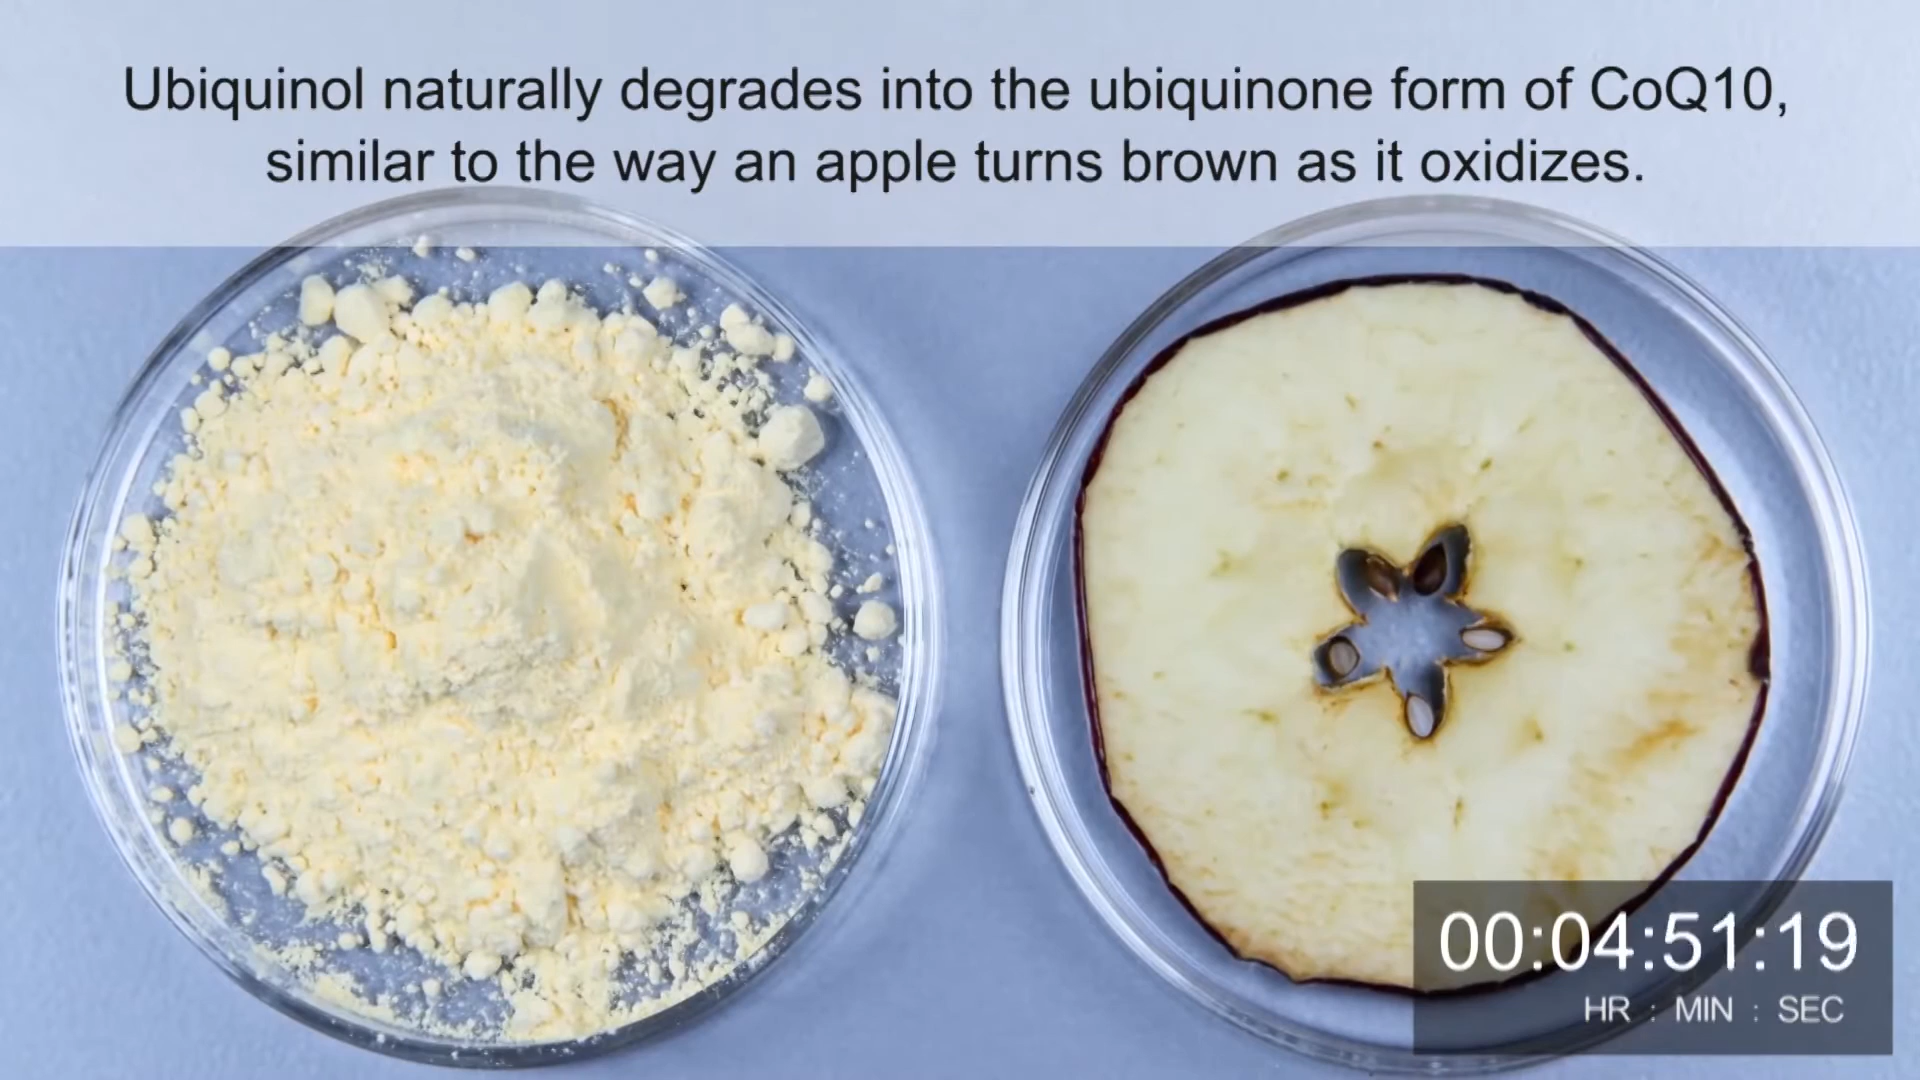 Ubiquinol naturally degrades into the ubiquinone form of CoQ10,
similar to the way an apple turns brown as it oxidizes.
00:04:51:19
HR : MIN : SEC